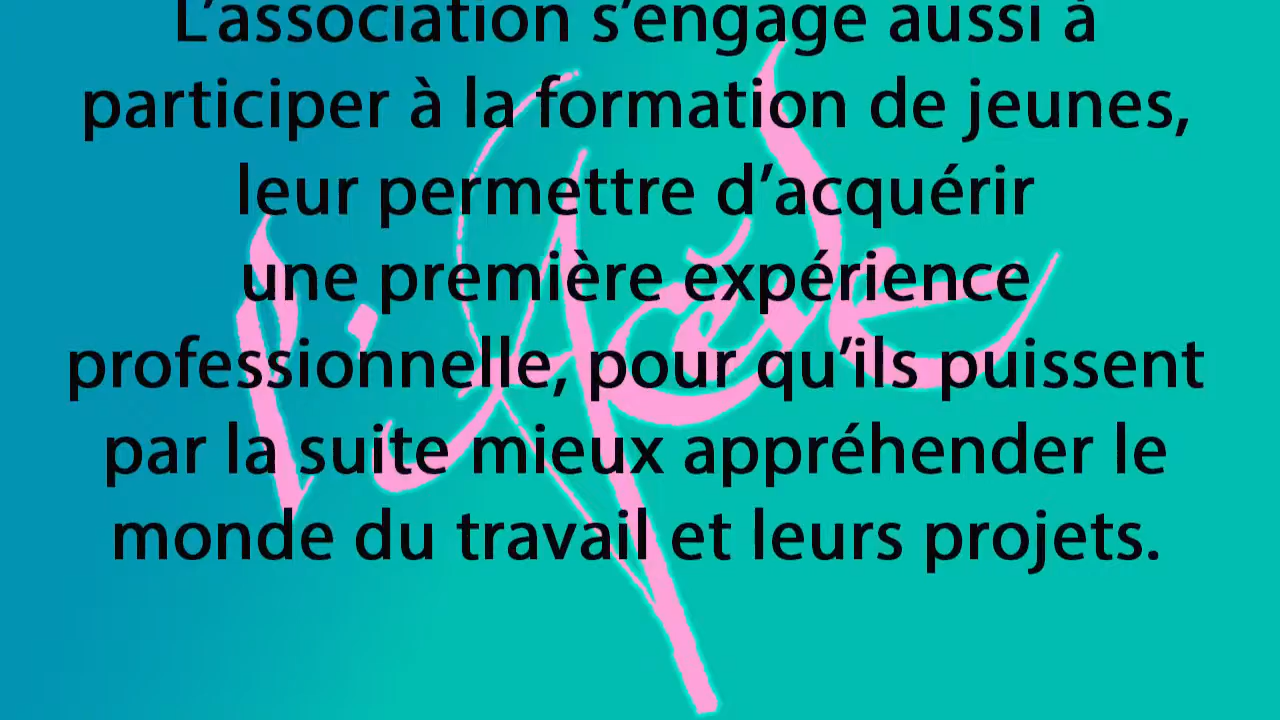 L’association s’engage aussi à
participer à la formation de jeunes,
leur permettre d’acquérir
une première expérience
professionnelle, pour qu’ils puissent
par la suite mieux appréhender le
monde du travail et leurs projets.